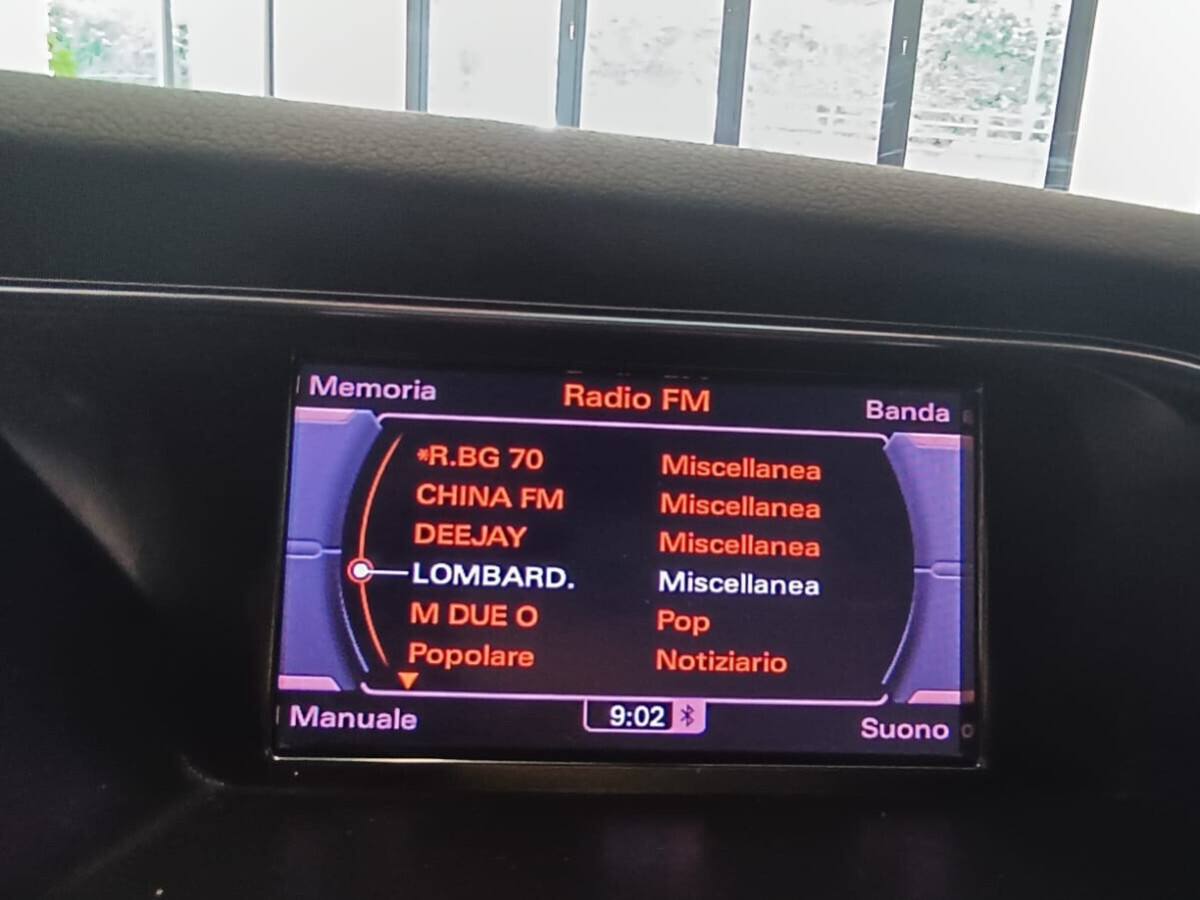 Memoria Radio FM Banda
*R.BG 70 Miscellanea
CHINA FM Miscellanea
DEEJAY Miscellanea
LOMBARD. Miscellanea
M DUE O Pop
Popolare Notiziario
Manuale 9:02 Suono